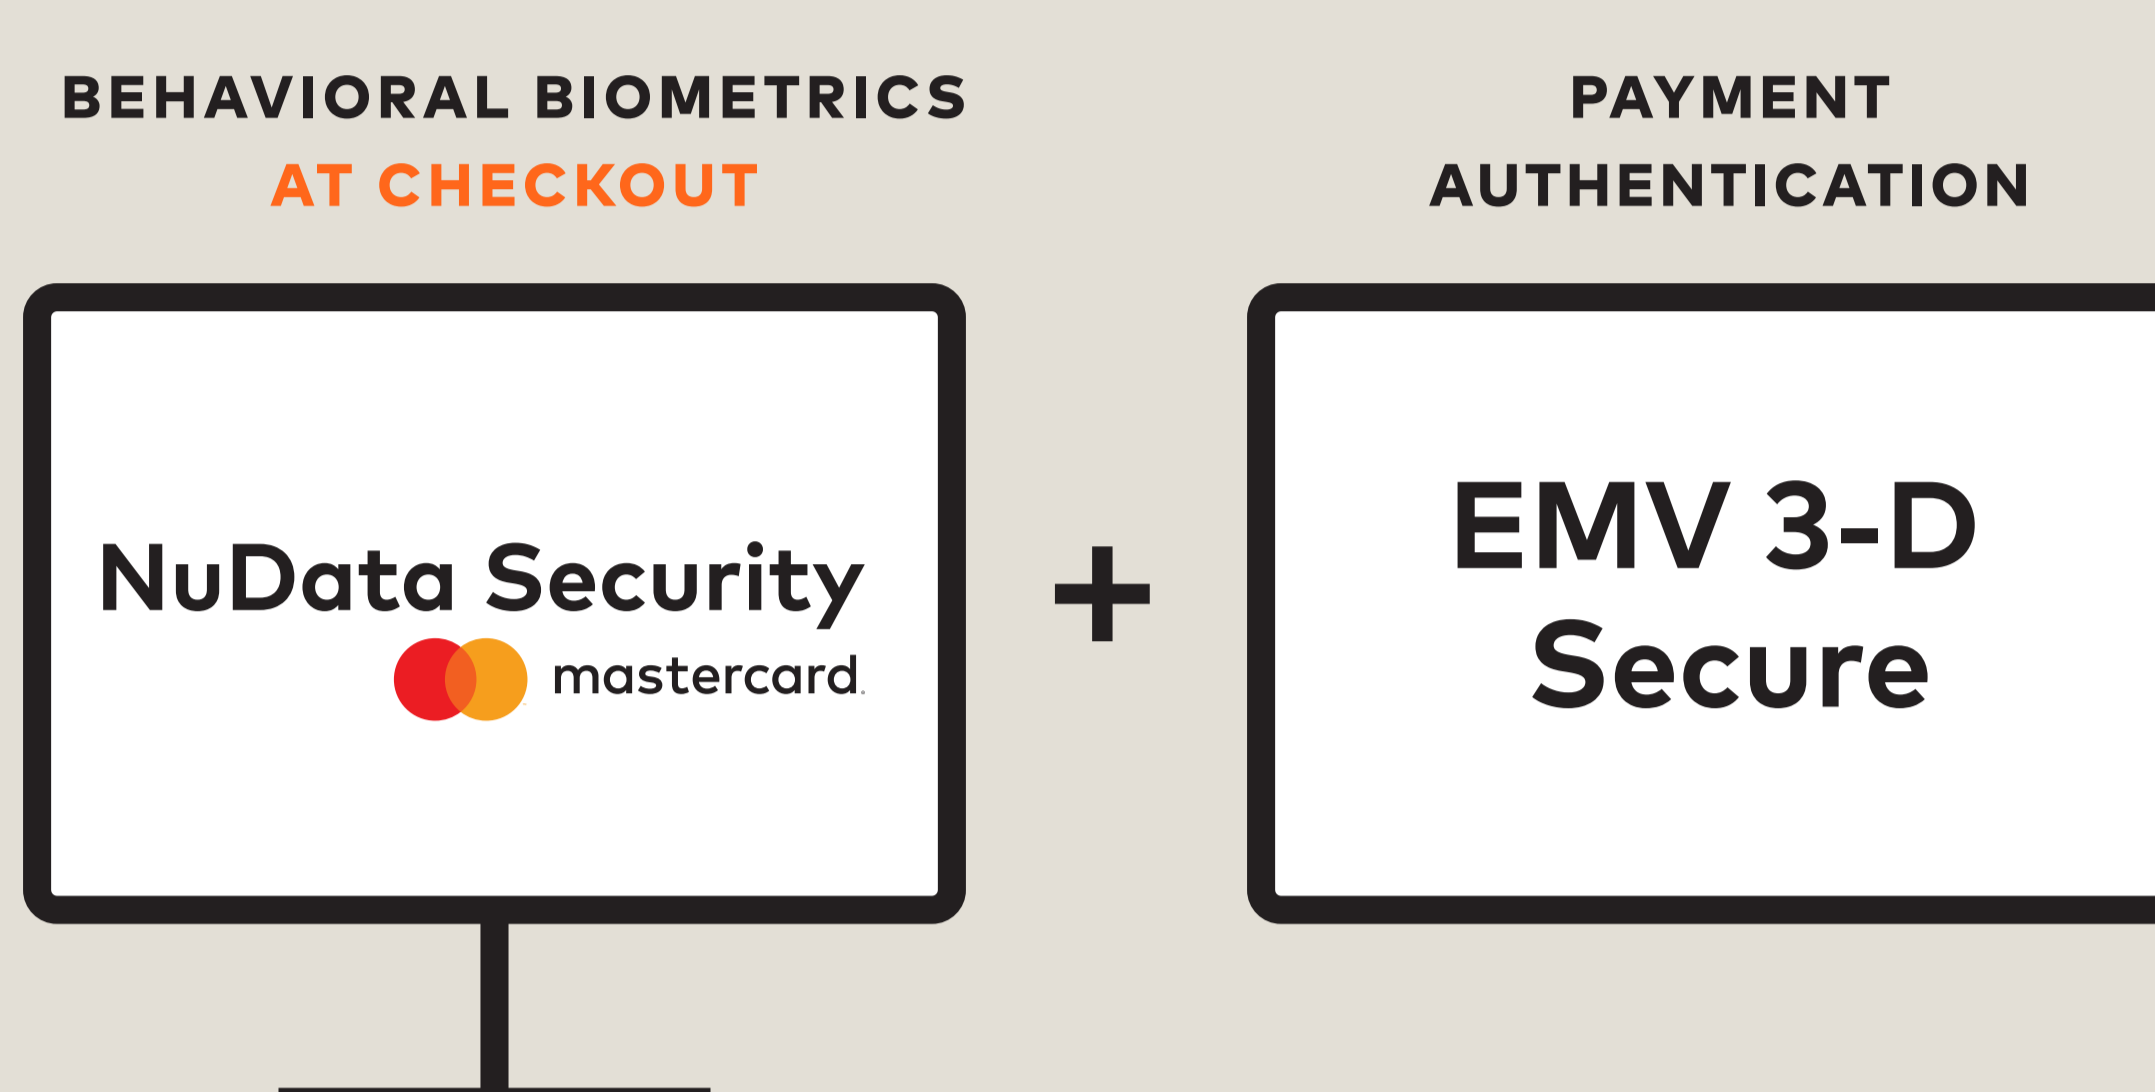 BEHAVIORAL BIOMETRICS
AT CHECKOUT
PAYMENT
AUTHENTICATION
NuData Security
mastercard.
+
EMV 3-D
Secure